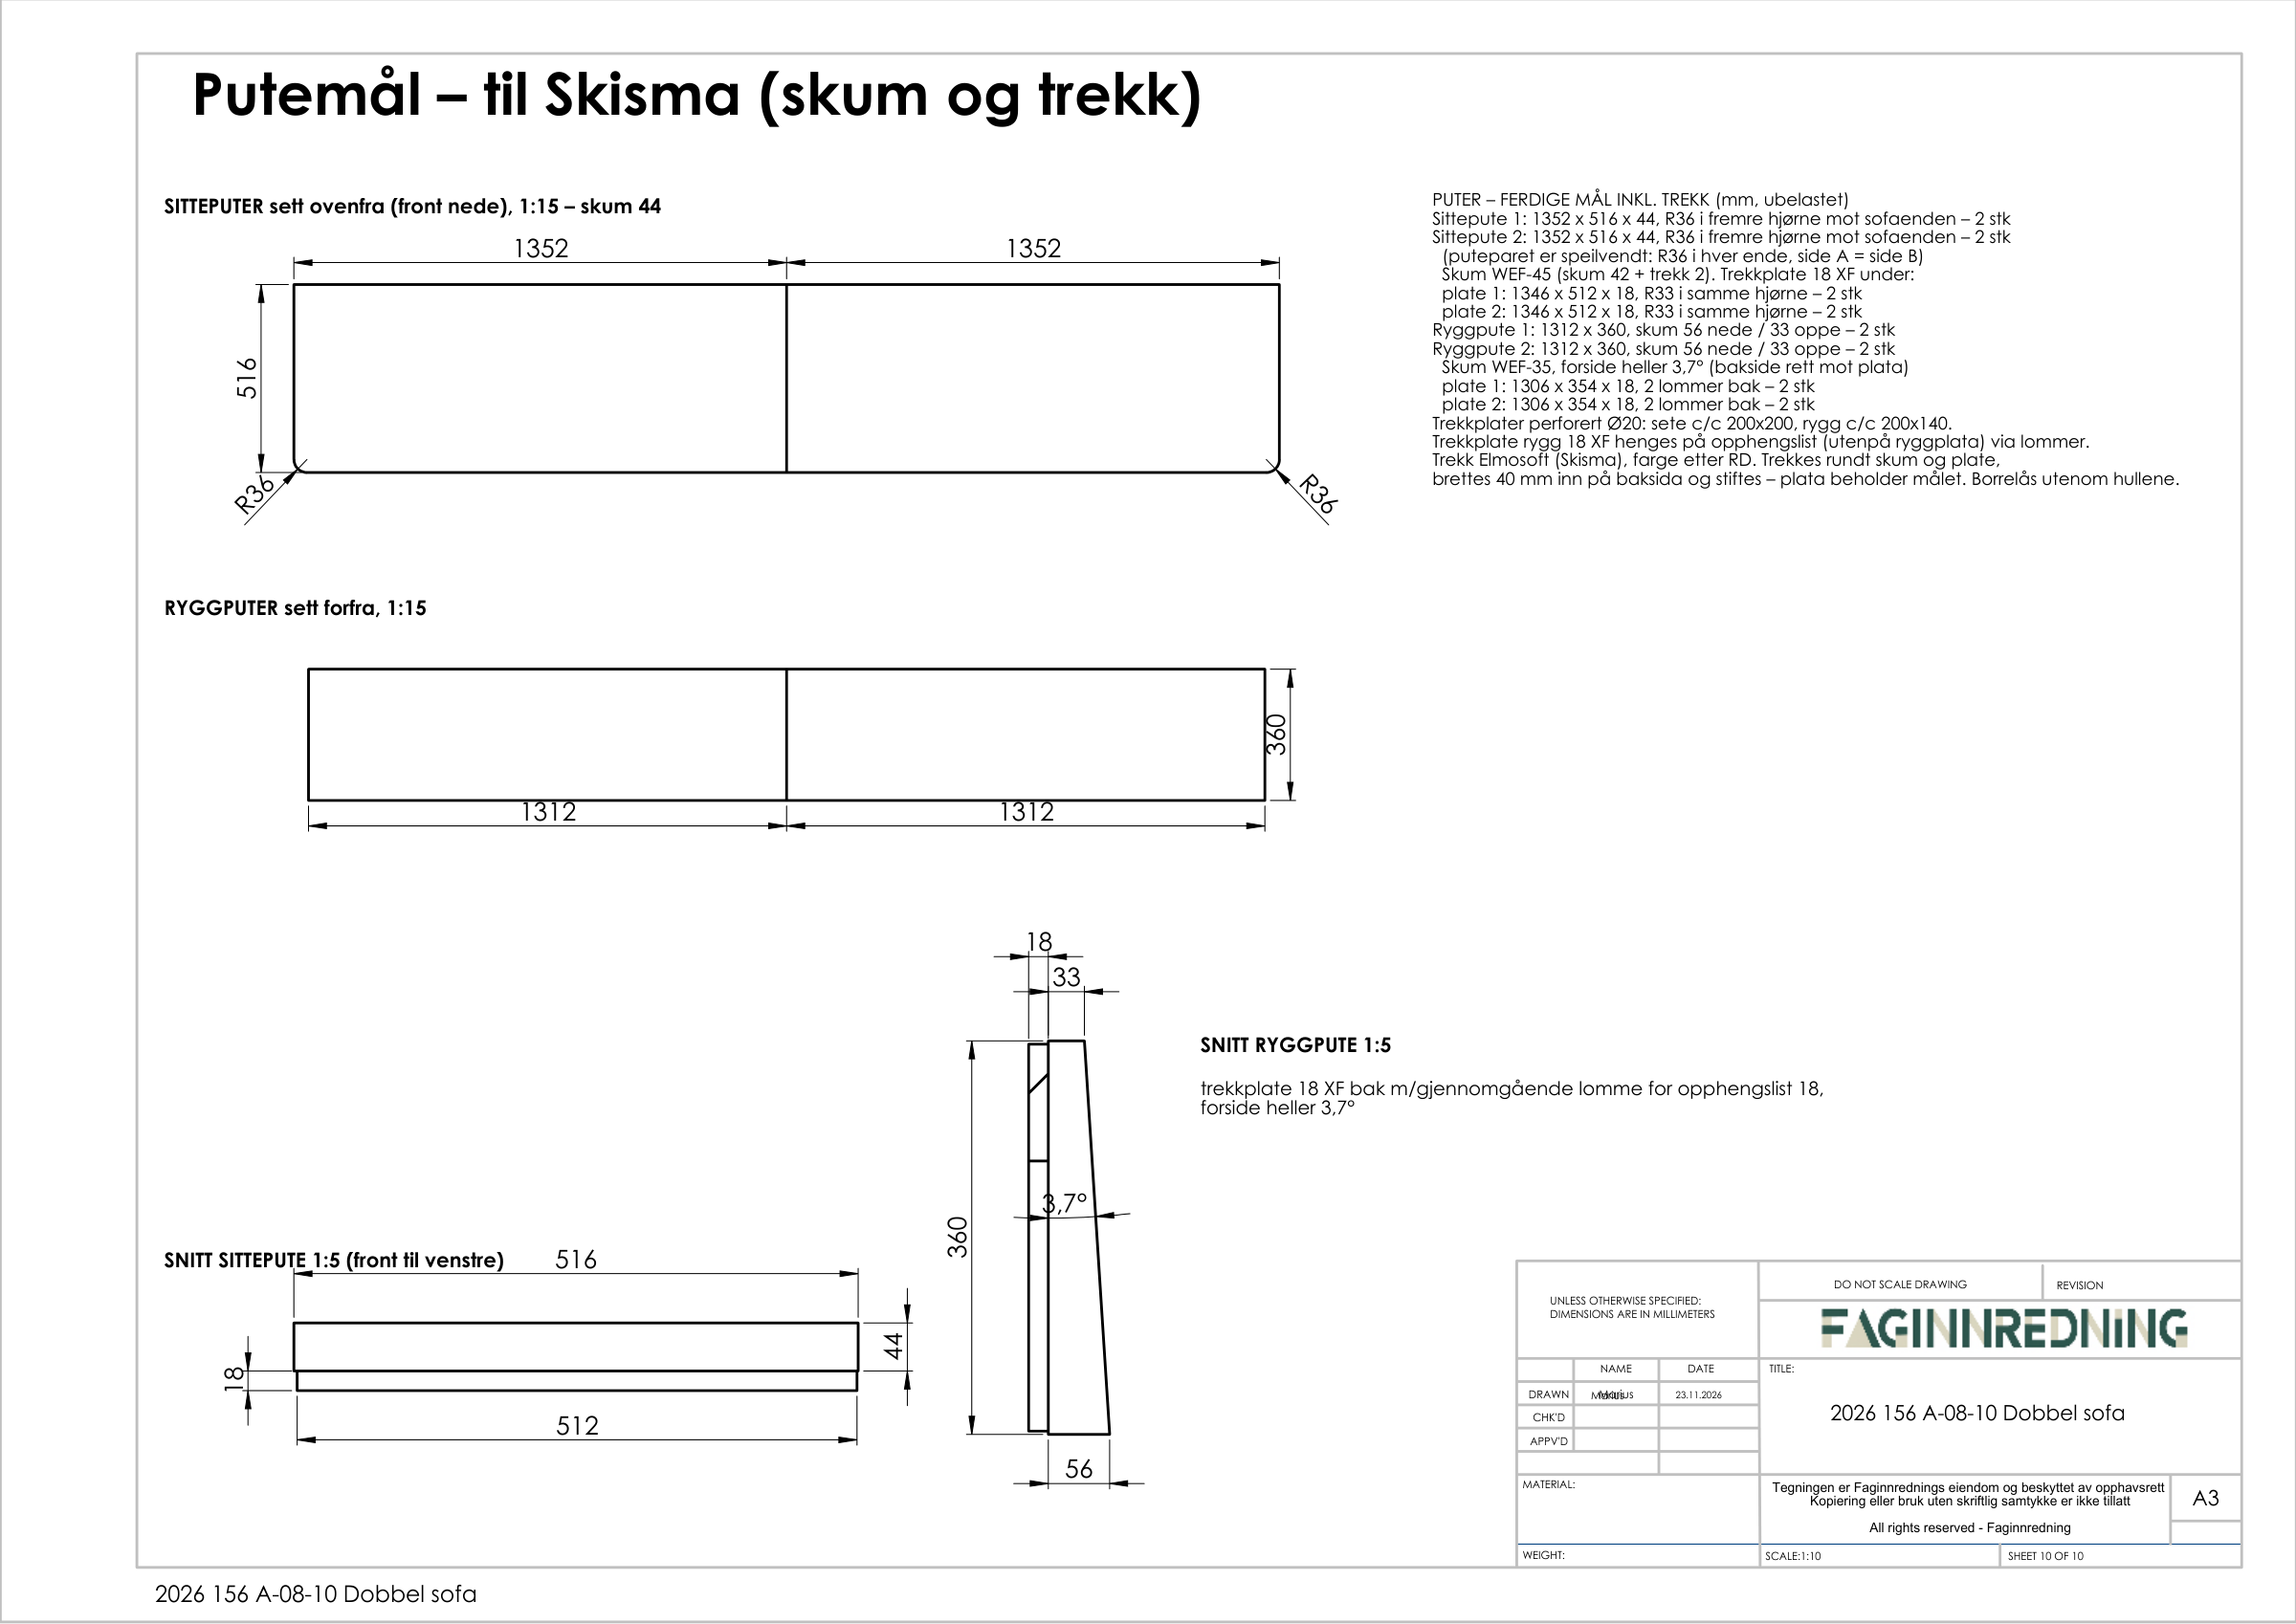 Putemål – til Skisma (skum og trekk)
SITTEPUTER sett ovenfra (front nede), 1:15 – skum 44
1352
1352
516
R36
R36
PUTER – FERDIGE MÅL INKL. TREKK (mm, ubelastet)
Sittepute 1: 1352 x 516 x 44, R36 i fremre hjørne mot sofaenden – 2 stk
Sittepute 2: 1352 x 516 x 44, R36 i fremre hjørne mot sofaenden – 2 stk
(puteparet er speilvendt: R36 i hver ende, side A = side B)
Skum WEF-45 (skum 42 + trekk 2). Trekkplate 18 XF under:
plate 1: 1346 x 512 x 18, R33 i samme hjørne – 2 stk
plate 2: 1346 x 512 x 18, R33 i samme hjørne – 2 stk
Ryggpute 1: 1312 x 360, skum 56 nede / 33 oppe – 2 stk
Ryggpute 2: 1312 x 360, skum 56 nede / 33 oppe – 2 stk
Skum WEF-35, forside heller 3,7° (bakside rett mot plata)
plate 1: 1306 x 354 x 18, 2 lommer bak – 2 stk
plate 2: 1306 x 354 x 18, 2 lommer bak – 2 stk
Trekkplater perforert Ø20: sete c/c 200x200, rygg c/c 200x140.
Trekkplate rygg 18 XF henges på opphengslist (utenpå ryggplata) via lommer.
Trekk Elmosoft (Skisma), farge etter RD. Trekkes rundt skum og plate,
brettes 40 mm inn på baksida og stiftes – plata beholder målet. Borrelås utenom hullene.
RYGGPUTER sett forfra, 1:15
360
1312
1312
18
33
360
3,7°
56
SNITT RYGGPUTE 1:5
trekkplate 18 XF bak m/gjennomgående lomme for opphengslist 18,
forside heller 3,7°
SNITT SITTEPUTE 1:5 (front til venstre)
516
44
18
512
UNLESS OTHERWISE SPECIFIED:
DIMENSIONS ARE IN MILLIMETERS
DO NOT SCALE DRAWING
REVISION
FAGINNREDNING
NAME
DATE
TITLE:
DRAWN
Marius
23.11.2026
CHK'D
APPV'D
2026 156 A-08-10 Dobbel sofa
MATERIAL:
Tegningen er Faginnrednings eiendom og beskyttet av opphavsrett
Kopiering eller bruk uten skriftlig samtykke er ikke tillatt
All rights reserved - Faginnredning
A3
WEIGHT:
SCALE:1:10
SHEET 10 OF 10
2026 156 A-08-10 Dobbel sofa